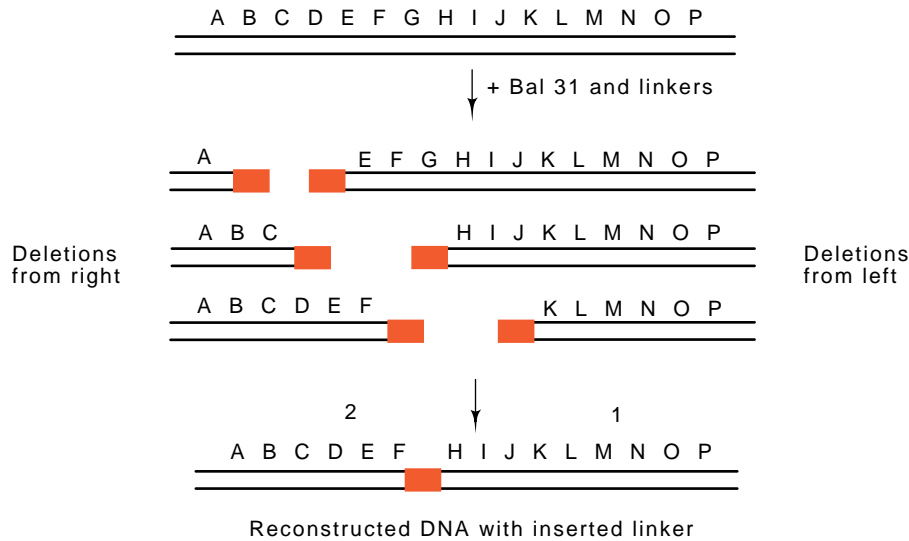 A B C D E F G H I J K L M N O P
+ Bal 31 and linkers
A
E F G H I J K L M N O P
A B C
H I J K L M N O P
Deletions
from right
Deletions
from left
A B C D E F
K L M N O P
2
1
A B C D E F H I J K L M N O P
Reconstructed DNA with inserted linker